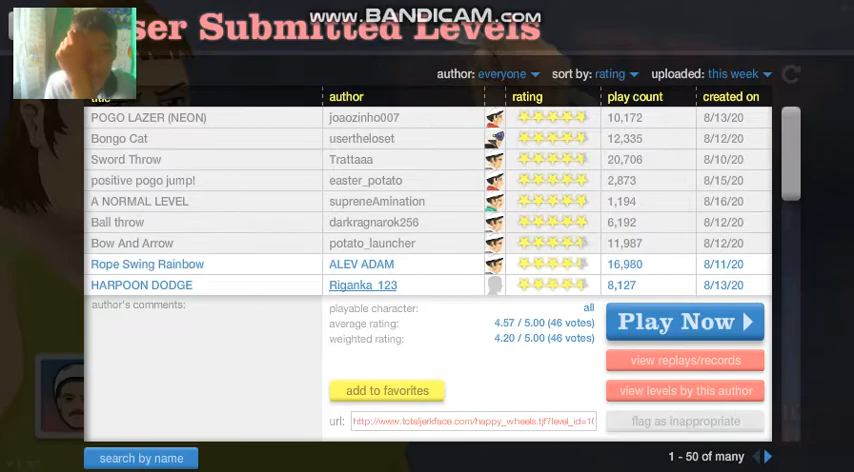 www.BANDICAM.com
ser Submitted Levels
author: everyone sort by: rating uploaded: this week
title author rating play count created on
POGO LAZER (NEON) joaozinho007 10,172 8/13/20
Bongo Cat usertheloset 12,335 8/12/20
Sword Throw Trattaaa 20,706 8/10/20
positive pogo jump! easter_potato 2,873 8/15/20
A NORMAL LEVEL supreneAmination 1,194 8/16/20
Ball throw darkragnarok256 6,192 8/12/20
Bow And Arrow potato_launcher 11,987 8/12/20
Rope Swing Rainbow ALEV ADAM 16,980 8/11/20
HARPOON DODGE Riganka_123 8,127 8/13/20
author's comments:
playable character: all
average rating: 4.57 / 5.00 (46 votes)
weighted rating: 4.20 / 5.00 (46 votes)
Play Now
view replays/records
add to favorites
view levels by this author
url: http://www.totaljerkface.com/happy_wheels.tjf?level_id=10
flag as inappropriate
search by name
1 - 50 of many